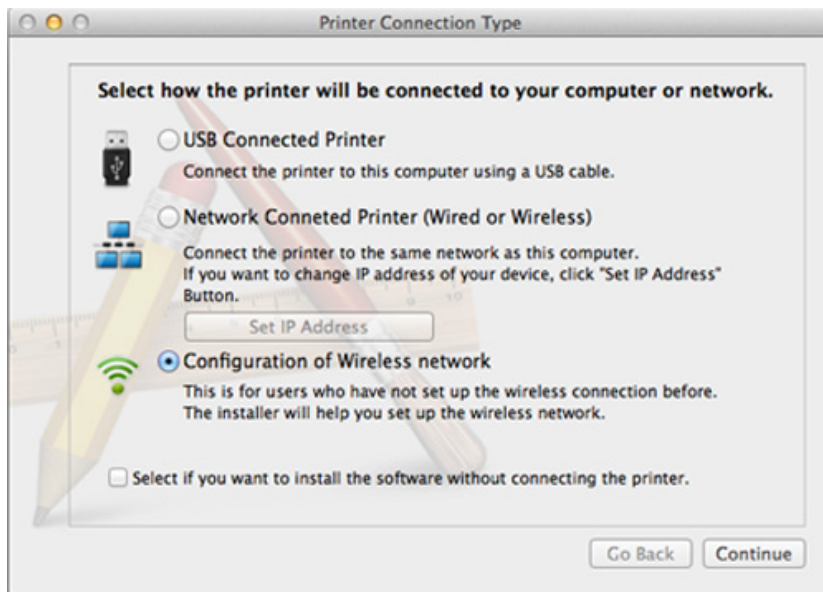 Printer Connection Type
Select how the printer will be connected to your computer or network.
USB Connected Printer
Connect the printer to this computer using a USB cable.
Network Conneted Printer (Wired or Wireless)
Connect the printer to the same network as this computer.
If you want to change IP address of your device, click "Set IP Address"
Button.
Set IP Address
Configuration of Wireless network
This is for users who have not set up the wireless connection before.
The installer will help you set up the wireless network.
Select if you want to install the software without connecting the printer.
Go Back
Continue